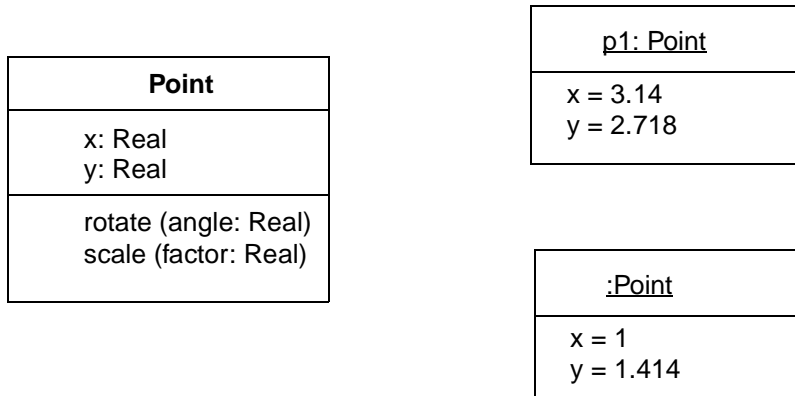 Point
x: Real
y: Real
rotate (angle: Real)
scale (factor: Real)
p1: Point
x = 3.14
y = 2.718
:Point
x = 1
y = 1.414